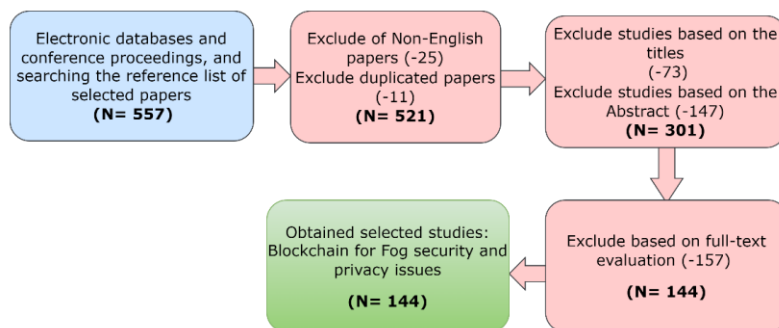 Electronic databases and
conference proceedings, and
searching the reference list of
selected papers
(N= 557)
Exclude of Non-English
papers (-25)
Exclude duplicated papers
(-11)
(N= 521)
Exclude studies based on the
titles
(-73)
Exclude studies based on the
Abstract (-147)
(N= 301)
Exclude based on full-text
evaluation (-157)
(N= 144)
Obtained selected studies:
Blockchain for Fog security and
privacy issues
(N= 144)